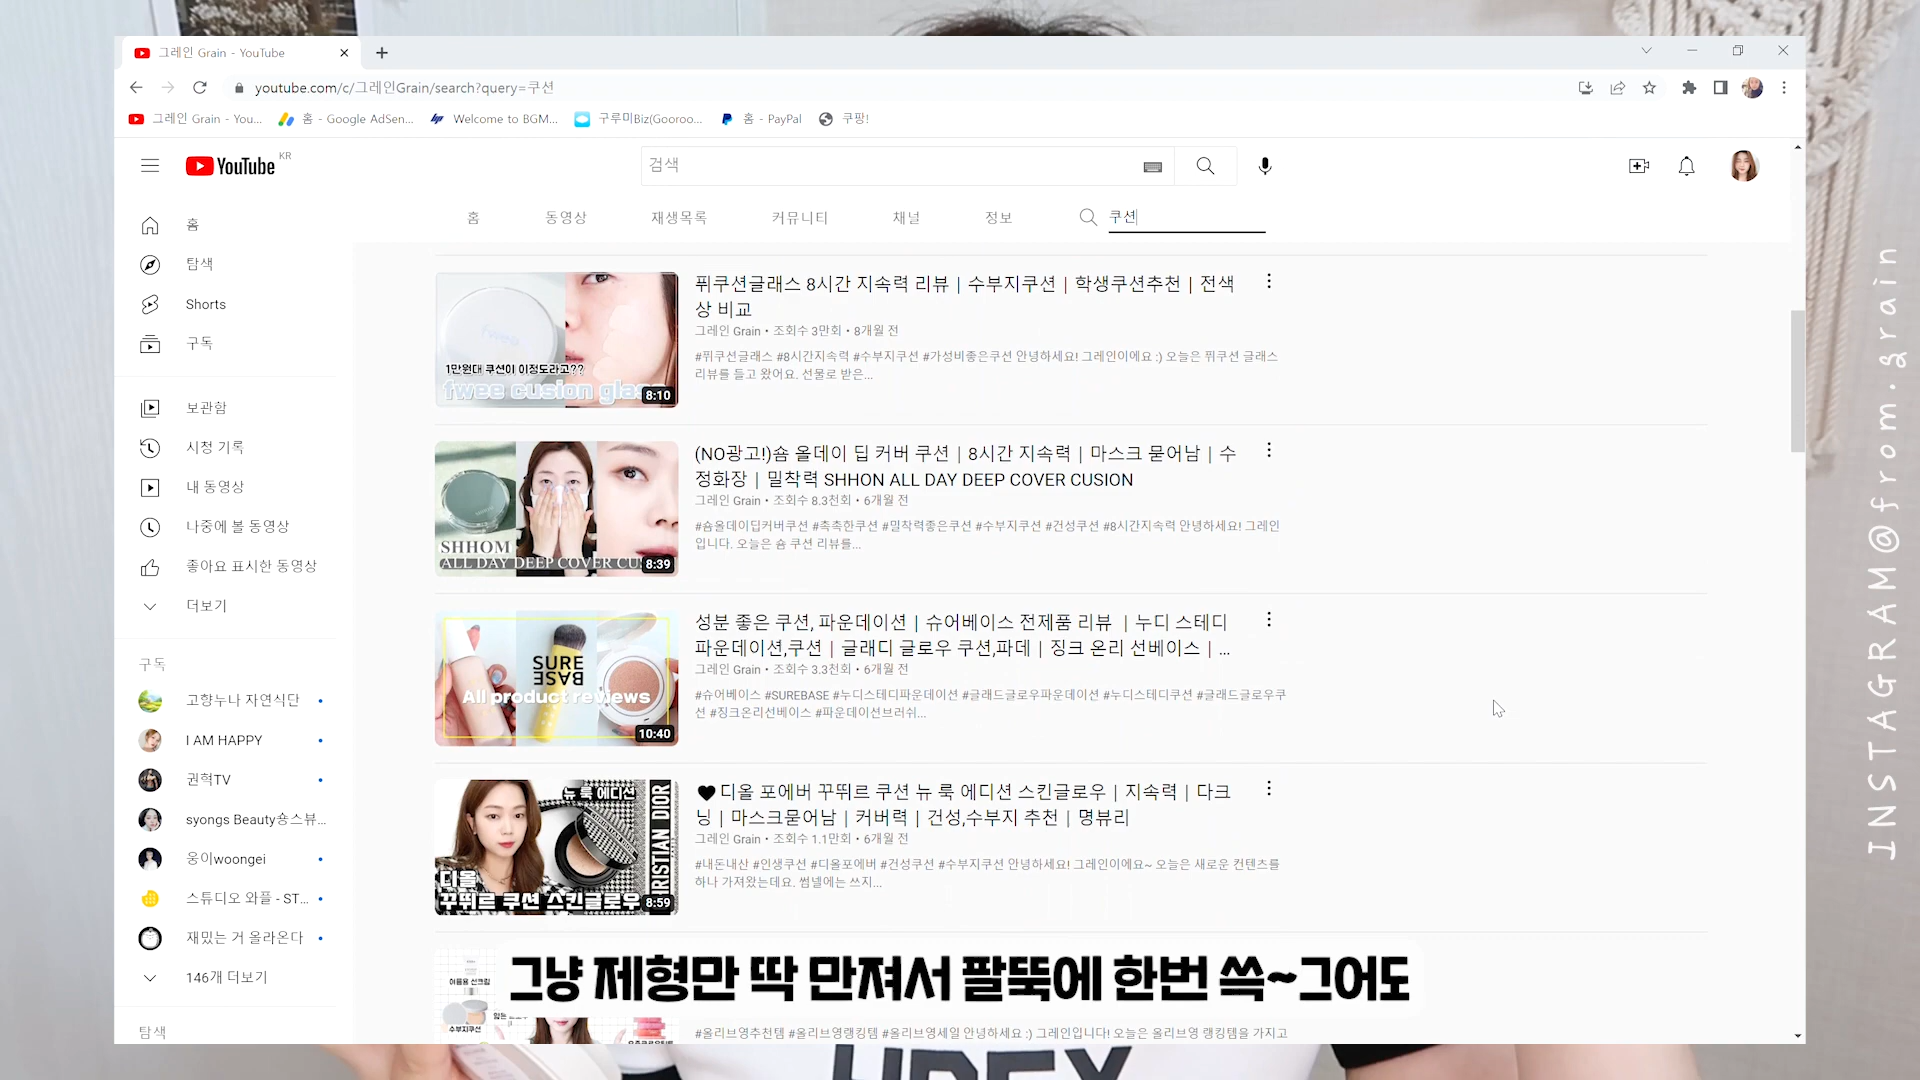 그레인 Grain - YouTube
youtube.com/c/그레인Grain/search?query=쿠션
그레인 Grain - You...
홈 - Google AdSen...
Welcome to BGM...
구루미Biz(Gooroo...
홈 - PayPal
쿠팡!
YouTube KR
검색
홈
동영상
재생목록
커뮤니티
채널
정보
쿠션
홈
탐색
Shorts
구독
보관함
시청 기록
내 동영상
나중에 볼 동영상
좋아요 표시한 동영상
더보기
구독
고향누나 자연식단
I AM HAPPY
권혁TV
syongs Beauty숑스뷰...
웅이woongei
스튜디오 와플 - ST...
재밌는 거 올라온다
146개 더보기
탐색
1만원대 쿠션이 이정도라고??
fwee cusion glass
8:10
퓌쿠션글래스 8시간 지속력 리뷰 | 수부지쿠션 | 학생쿠션추천 | 전색
상 비교
그레인 Grain • 조회수 3만회 • 8개월 전
#퓌쿠션글래스 #8시간지속력 #수부지쿠션 #가성비좋은쿠션 안녕하세요! 그레인이에요 :) 오늘은 퓌쿠션 글래스
리뷰를 들고 왔어요. 선물로 받은...
SHHOM
ALL DAY DEEP COVER CU
8:39
(NO광고!)숌 올데이 딥 커버 쿠션 | 8시간 지속력 | 마스크 묻어남 | 수
정화장 | 밀착력 SHHON ALL DAY DEEP COVER CUSION
그레인 Grain • 조회수 8.3천회 • 6개월 전
#숌올데이딥커버쿠션 #촉촉한쿠션 #밀착력좋은쿠션 #수부지쿠션 #건성쿠션 #8시간지속력 안녕하세요! 그레인
입니다. 오늘은 숌 쿠션 리뷰를...
SURE
BASE
All product reviews
10:40
성분 좋은 쿠션, 파운데이션 | 슈어베이스 전제품 리뷰 | 누디 스테디
파운데이션,쿠션 | 글래디 글로우 쿠션,파데 | 징크 온리 선베이스 | ...
그레인 Grain • 조회수 3.3천회 • 6개월 전
#슈어베이스 #SUREBASE #누디스테디파운데이션 #글래드글로우파운데이션 #누디스테디쿠션 #글래드글로우쿠
션 #징크온리선베이스 #파운데이션브러쉬...
뉴 룩 에디션
RISTIAN DIOR
디올
꾸뛰르 쿠션 스킨글로우
8:59
🖤디올 포에버 꾸뛰르 쿠션 뉴 룩 에디션 스킨글로우 | 지속력 | 다크
닝 | 마스크묻어남 | 커버력 | 건성,수부지 추천 | 명뷰리
그레인 Grain • 조회수 1.1만회 • 6개월 전
#내돈내산 #인생쿠션 #디올포에버 #건성쿠션 #수부지쿠션 안녕하세요! 그레인이에요~ 오늘은 새로운 컨텐츠를
하나 가져왔는데요. 썸넬에는 쓰지...
여름용 선크림
수부지쿠션
그냥 제형만 딱 만져서 팔뚝에 한번 쓱~그어도
#올리브영추천템 #올리브영랭킹템 #올리브영세일 안녕하세요 :) 그레인입니다! 오늘은 올리브영 랭킹템을 가지고
INSTAGRAM@from.grain